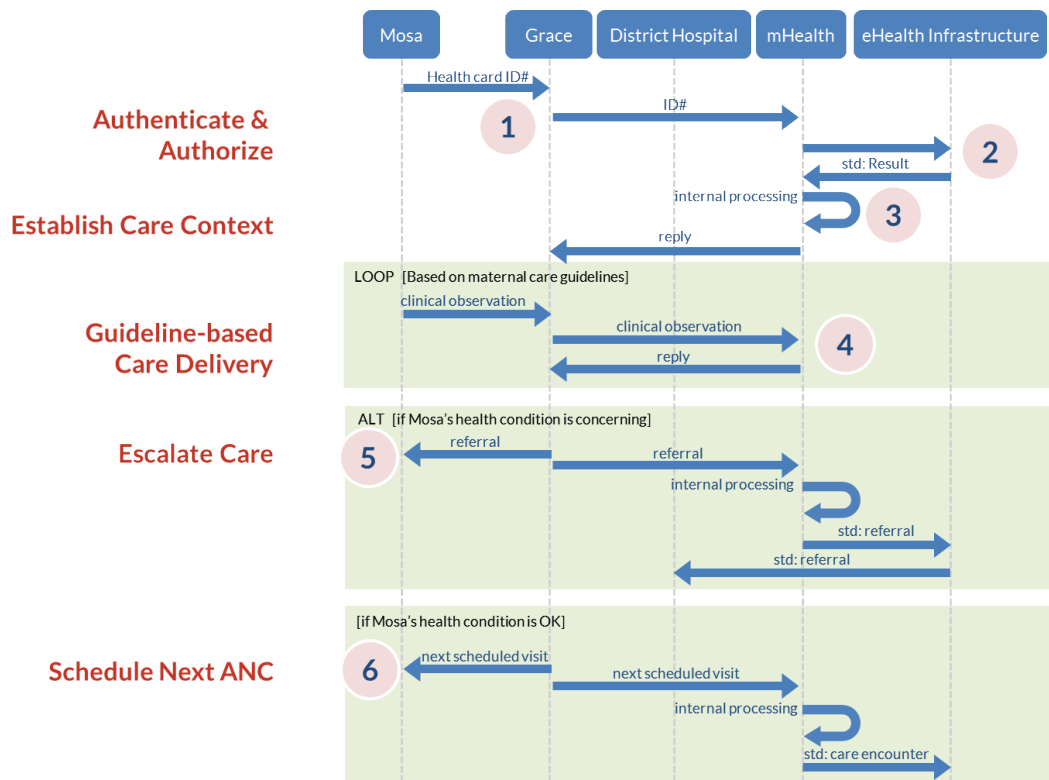 Mosa
Grace
District Hospital
mHealth
eHealth Infrastructure
Health card ID#
Authenticate &
Authorize
1
ID#
2
std: Result
internal processing
3
Establish Care Context
reply
LOOP [Based on maternal care guidelines]
clinical observation
Guideline-based
Care Delivery
clinical observation
4
reply
ALT [if Mosa's health condition is concerning]
Escalate Care
5
referral
referral
internal processing
std: referral
std: referral
[if Mosa's health condition is OK]
Schedule Next ANC
6
next scheduled visit
next scheduled visit
internal processing
std: care encounter